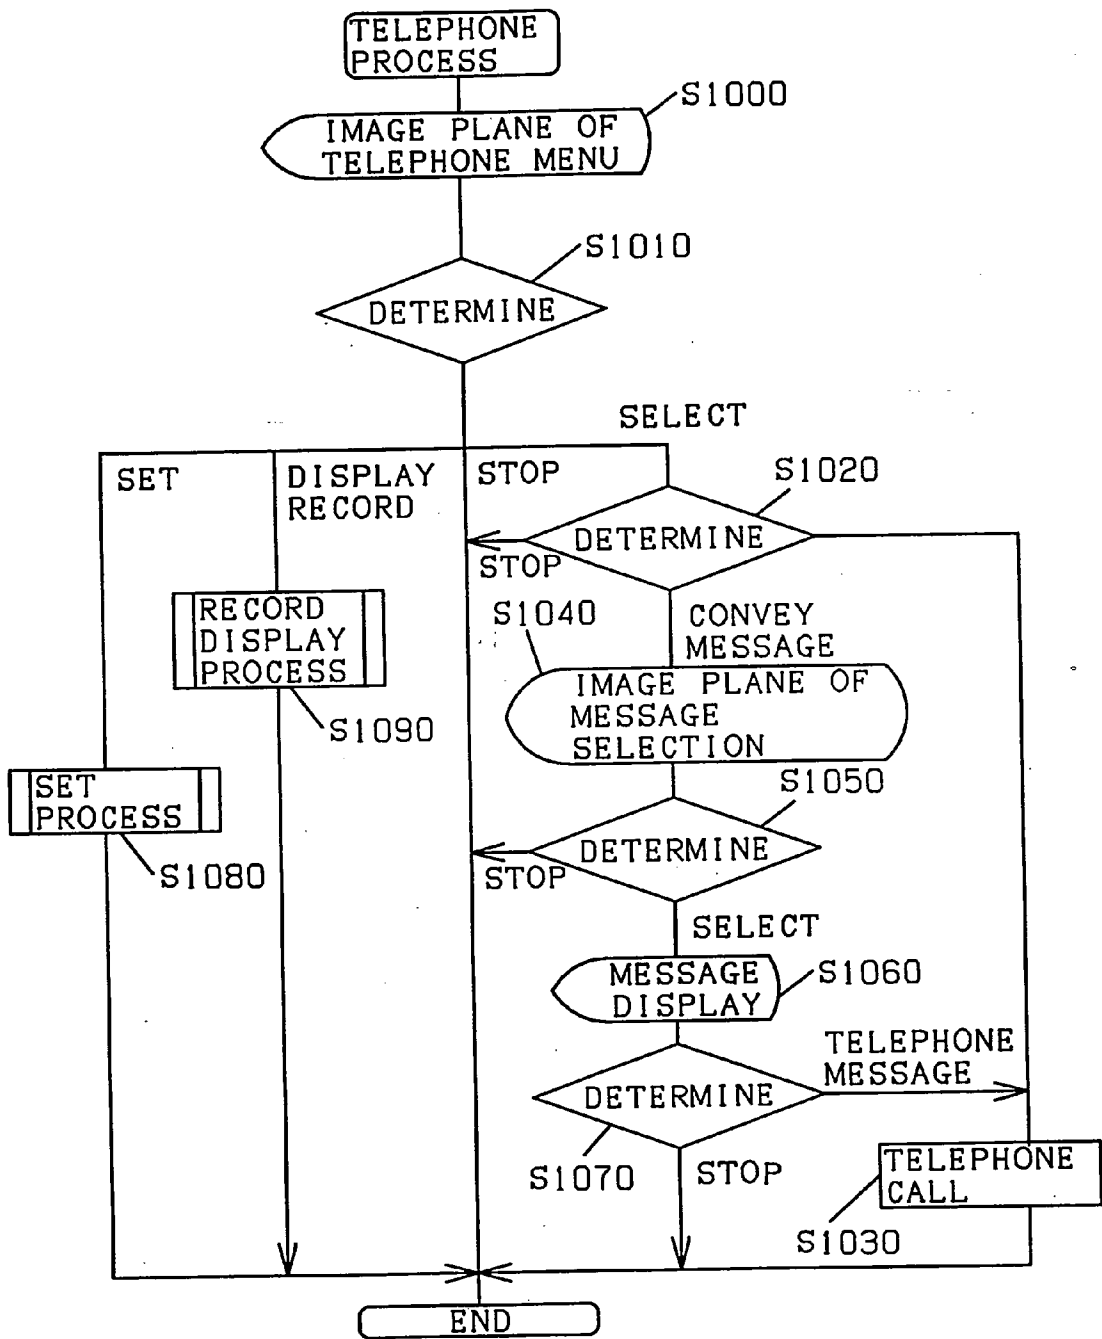 TELEPHONE
PROCESS
S1000
IMAGE PLANE OF
TELEPHONE MENU
S1010
DETERMINE
SELECT
SET
DISPLAY
RECORD
STOP
S1020
DETERMINE
STOP
RECORD
DISPLAY
PROCESS
S1040
CONVEY
MESSAGE
IMAGE PLANE OF
MESSAGE
SELECTION
S1090
SET
PROCESS
S1050
DETERMINE
STOP
S1080
SELECT
MESSAGE
DISPLAY
S1060
TELEPHONE
MESSAGE
DETERMINE
S1070
STOP
TELEPHONE
CALL
S1030
END